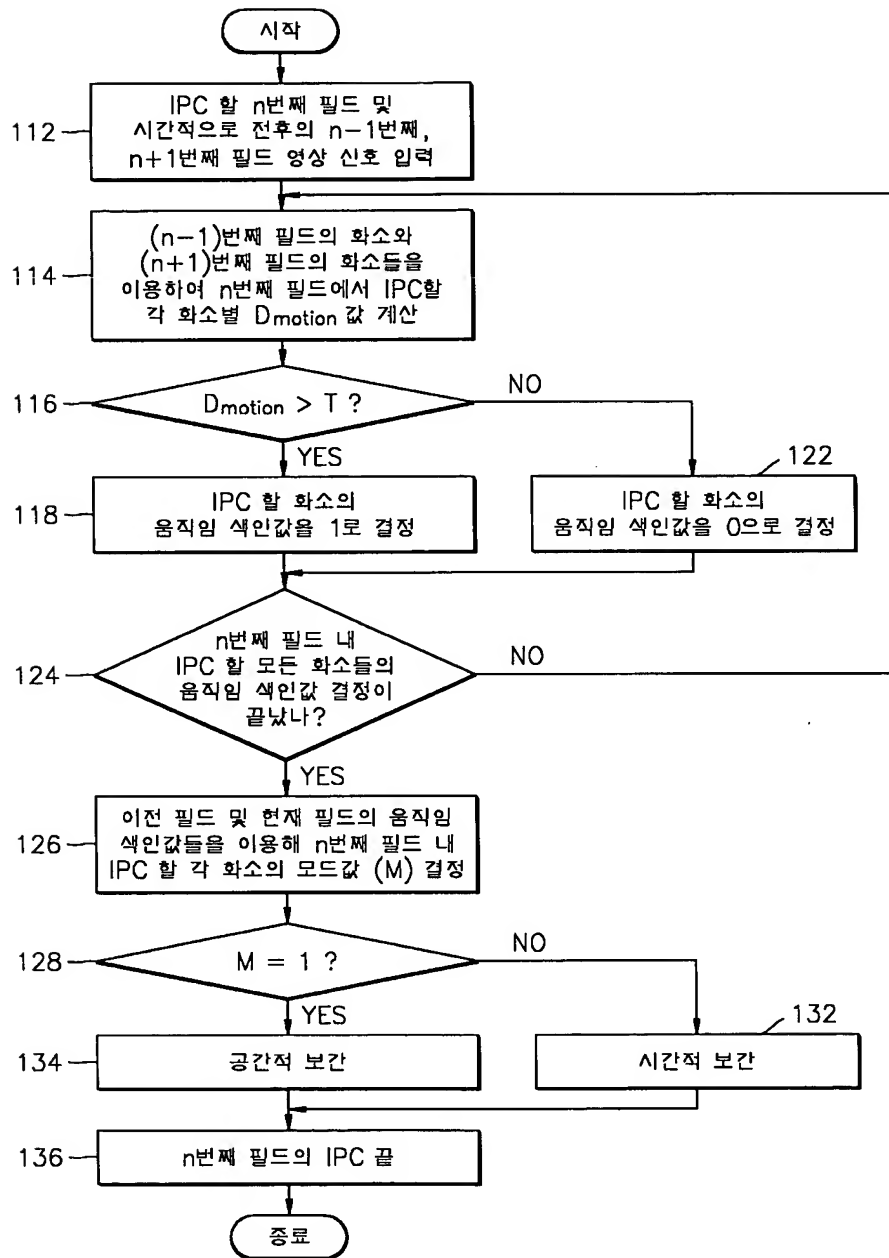 시작
112
IPC 할 n번째 필드 및
시간적으로 전후의 n-1번째,
n+1번째 필드 영상 신호 입력
114
(n-1)번째 필드의 화소와
(n+1)번째 필드의 화소들을
이용하여 n번째 필드에서 IPC할
각 화소별 Dmotion 값 계산
116
Dmotion > T ?
NO
YES
118
IPC 할 화소의
움직임 색인값을 1로 결정
122
IPC 할 화소의
움직임 색인값을 0으로 결정
124
n번째 필드 내
IPC 할 모든 화소들의
움직임 색인값 결정이
끝났나?
NO
YES
126
이전 필드 및 현재 필드의 움직임
색인값들을 이용해 n번째 필드 내
IPC 할 각 화소의 모드값 (M) 결정
128
M = 1 ?
NO
YES
134
공간적 보간
132
시간적 보간
136
n번째 필드의 IPC 끝
종료